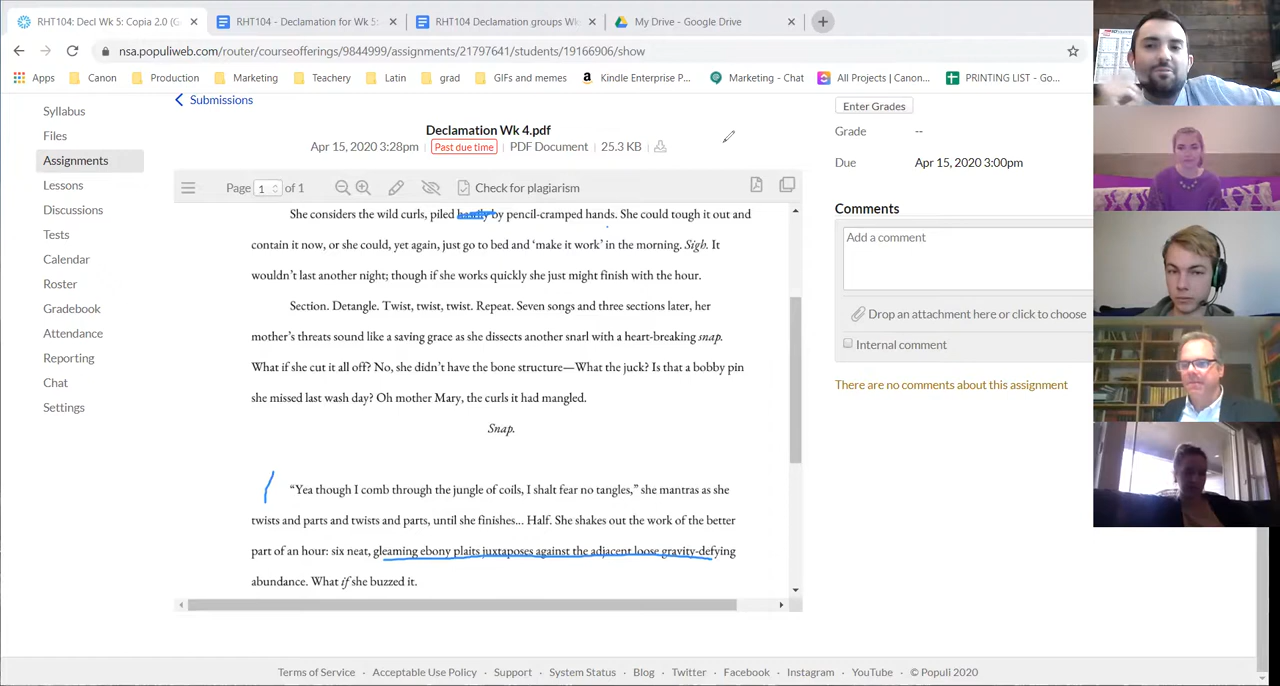 RHT104: Decl Wk 5: Copia 2.0 (G
RHT104 - Declamation for Wk 5:
RHT104 Declamation groups Wk
My Drive - Google Drive
nsa.populiweb.com/router/courseofferings/9844999/assignments/21797641/students/19166906/show
Apps Canon Production Marketing Teachery Latin grad GIFs and memes Kindle Enterprise P... Marketing - Chat All Projects | Canon... PRINTING LIST - Go...
Syllabus
Files
Assignments
Lessons
Discussions
Tests
Calendar
Roster
Gradebook
Attendance
Reporting
Chat
Settings
Submissions
Declamation Wk 4.pdf
Apr 15, 2020 3:28pm Past due time PDF Document 25.3 KB
Page 1 of 1 Check for plagiarism
She considers the wild curls, piled by pencil-cramped hands. She could tough it out and
contain it now, or she could, yet again, just go to bed and ‘make it work’ in the morning. Sigh. It
wouldn’t last another night; though if she works quickly she just might finish with the hour.
Section. Detangle. Twist, twist, twist. Repeat. Seven songs and three sections later, her
mother’s threats sound like a saving grace as she dissects another snarl with a heart-breaking snap.
What if she cut it all off? No, she didn’t have the bone structure—What the juck? Is that a bobby pin
she missed last wash day? Oh mother Mary, the curls it had mangled.
Snap.
“Yea though I comb through the jungle of coils, I shalt fear no tangles,” she mantras as she
twists and parts and twists and parts, until she finishes... Half. She shakes out the work of the better
part of an hour: six neat, gleaming ebony plaits juxtaposes against the adjacent loose gravity-defying
abundance. What if she buzzed it.
Enter Grades
Grade --
Due Apr 15, 2020 3:00pm
Comments
Add a comment
Drop an attachment here or click to choose
Internal comment
There are no comments about this assignment
Terms of Service · Acceptable Use Policy · Support · System Status · Blog · Twitter · Facebook · Instagram · YouTube · © Populi 2020